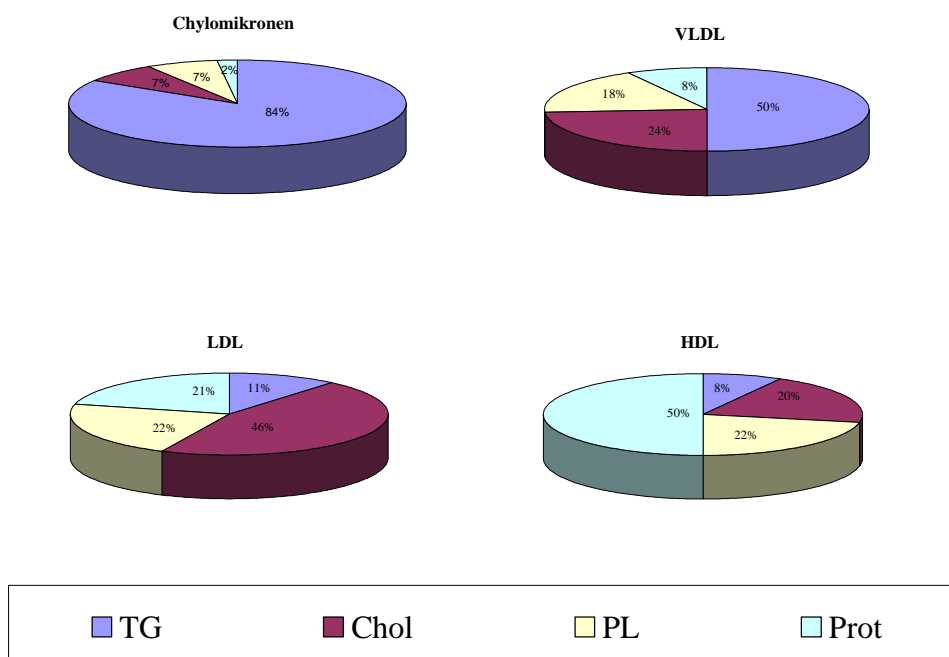 Chylomikronen
7% 7% 2%
84%
VLDL
18% 8% 50%
24%
LDL
21% 11%
22% 46%
HDL
8% 20%
50% 22%
TG Chol PL Prot